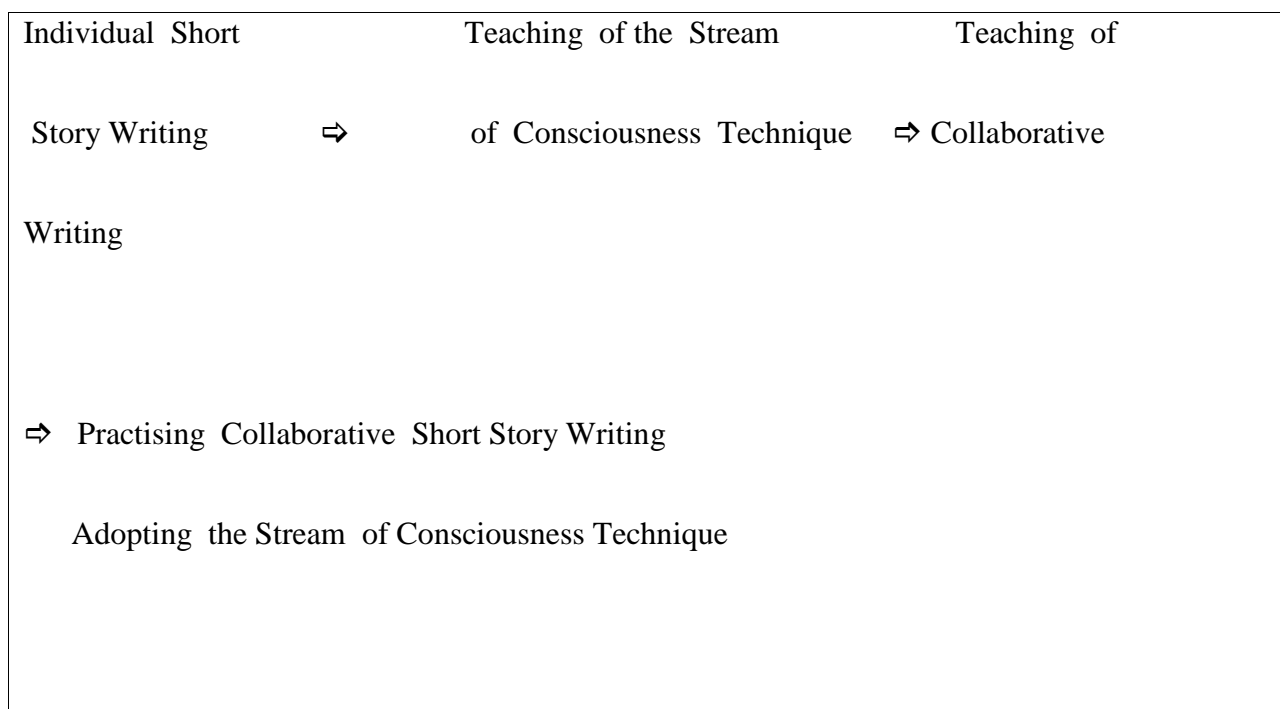 Individual Short Teaching of the Stream Teaching of
Story Writing ⇨ of Consciousness Technique ⇨ Collaborative
Writing
⇨ Practising Collaborative Short Story Writing
Adopting the Stream of Consciousness Technique